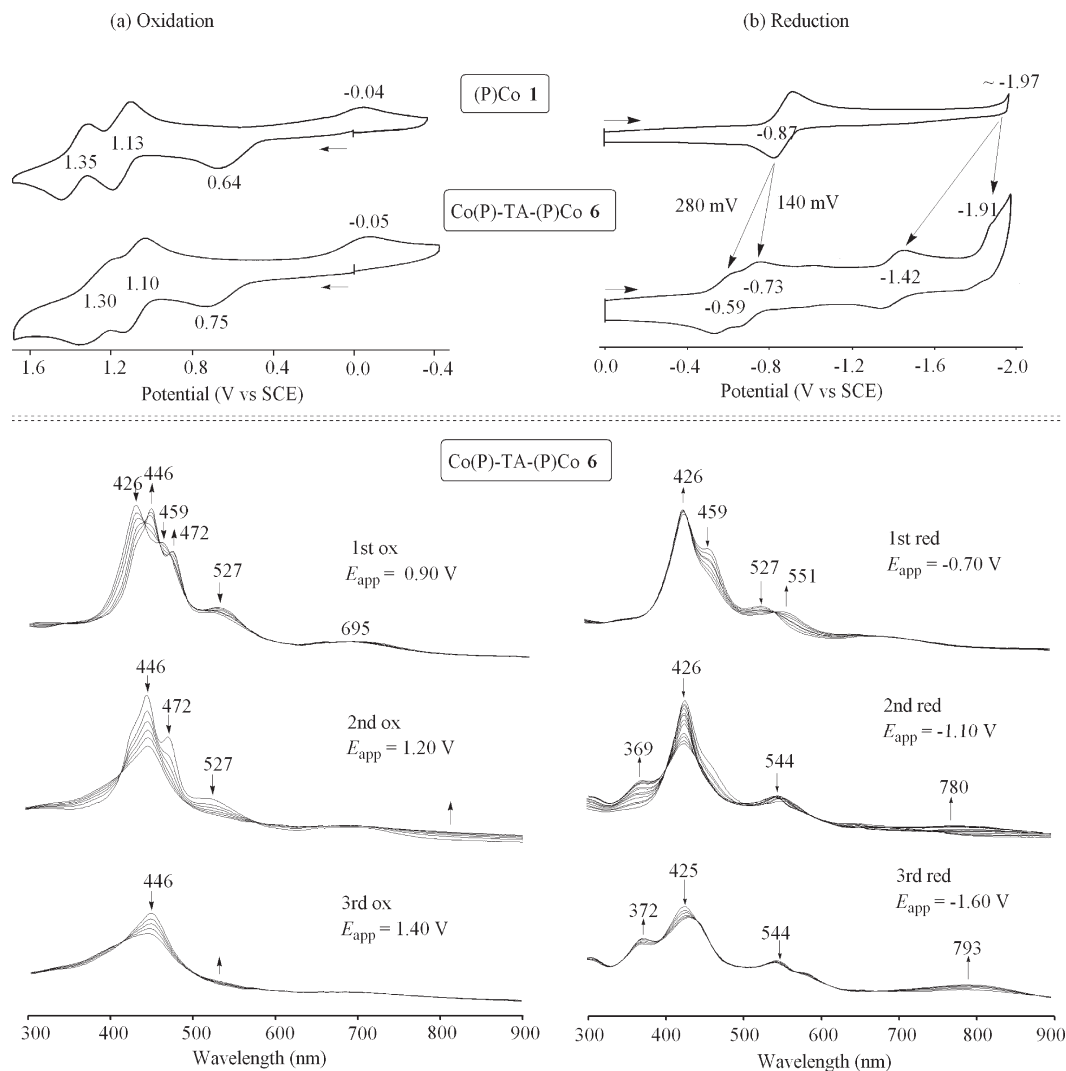 (a) Oxidation
(b) Reduction
(P)Co 1
-0.04
1.35
1.13
0.64
~ -1.97
-0.87
280 mV
140 mV
Co(P)-TA-(P)Co 6
-0.05
1.30
1.10
0.75
-1.91
-0.59
-0.73
-1.42
1.6 1.2 0.8 0.4 0.0 -0.4
Potential (V vs SCE)
0.0 -0.4 -0.8 -1.2 -1.6 -2.0
Potential (V vs SCE)
Co(P)-TA-(P)Co 6
426 446
459
472
527
695
1st ox
Eapp = 0.90 V
426
459
527
551
1st red
Eapp = -0.70 V
446
472
527
2nd ox
Eapp = 1.20 V
369
426
544
780
2nd red
Eapp = -1.10 V
446
3rd ox
Eapp = 1.40 V
372
425
544
793
3rd red
Eapp = -1.60 V
300 400 500 600 700 800 900
Wavelength (nm)
300 400 500 600 700 800 900
Wavelength (nm)